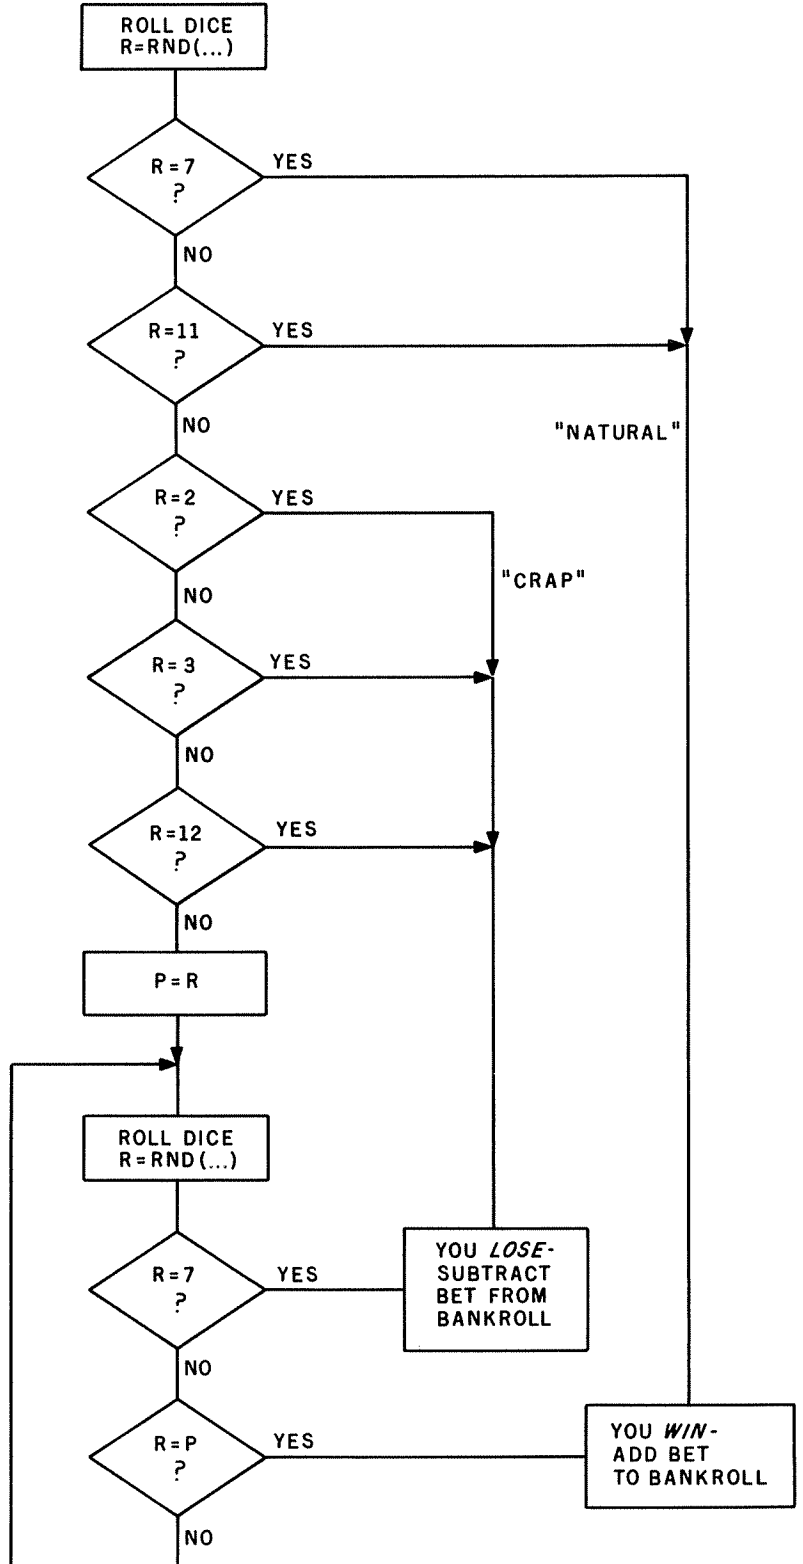 ROLL DICE
R=RND(...)
R=7
?
YES
NO
R=11
?
YES
NO
"NATURAL"
R=2
?
YES
NO
"CRAP"
R=3
?
YES
NO
R=12
?
YES
NO
P=R
ROLL DICE
R=RND(...)
R=7
?
YES
NO
YOU LOSE-
SUBTRACT
BET FROM
BANKROLL
R=P
?
YES
NO
YOU WIN-
ADD BET
TO BANKROLL